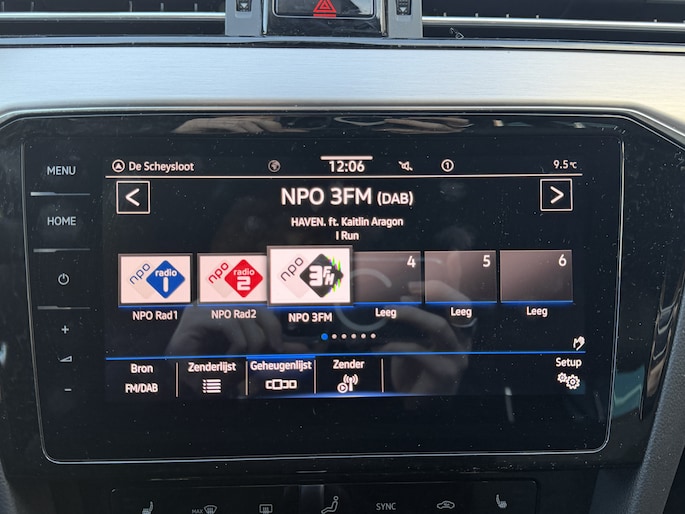 MENU
HOME
De Scheysloot
12:06
1
9.5°C
NPO 3FM (DAB)
HAVEN. ft. Kaitlin Aragon
I Run
npo radio 1
npo radio 2
npo 3FM
4
5
6
NPO Rad1
NPO Rad2
NPO 3FM
Leeg
Leeg
Leeg
Bron
Zenderlijst
Geheugenlijst
Zender
Setup
FM/DAB
MAX
SYNC